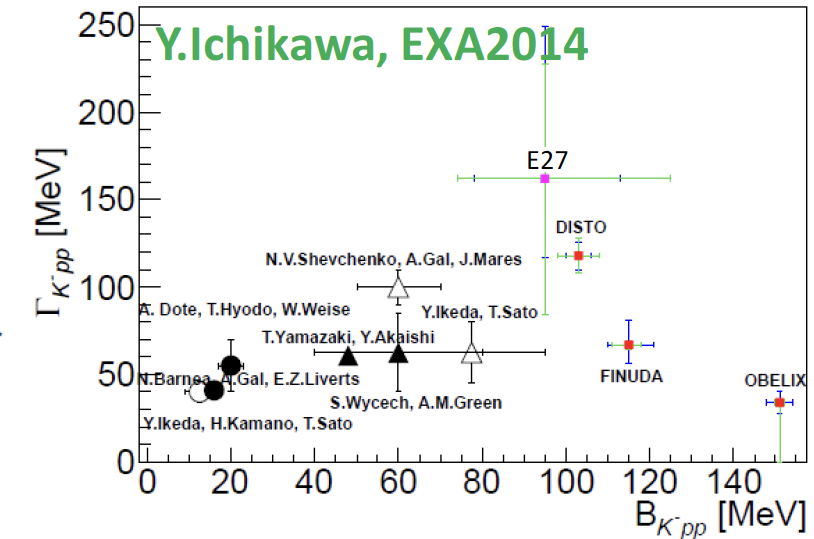 Y.Ichikawa, EXA2014
250
200
150
100
50
0
Γ K⁻pp [MeV]
E27
DISTO
N.V.Shevchenko, A.Gal, J.Mares
A. Dote, T.Hyodo, W.Weise
Y.Ikeda, T.Sato
T.Yamazaki, Y.Akaishi
N.Barnea, A.Gal, E.Z.Liverts
FINUDA
OBELIX
S.Wycech, A.M.Green
Y.Ikeda, H.Kamano, T.Sato
0 20 40 60 80 100 120 140
B K⁻pp [MeV]